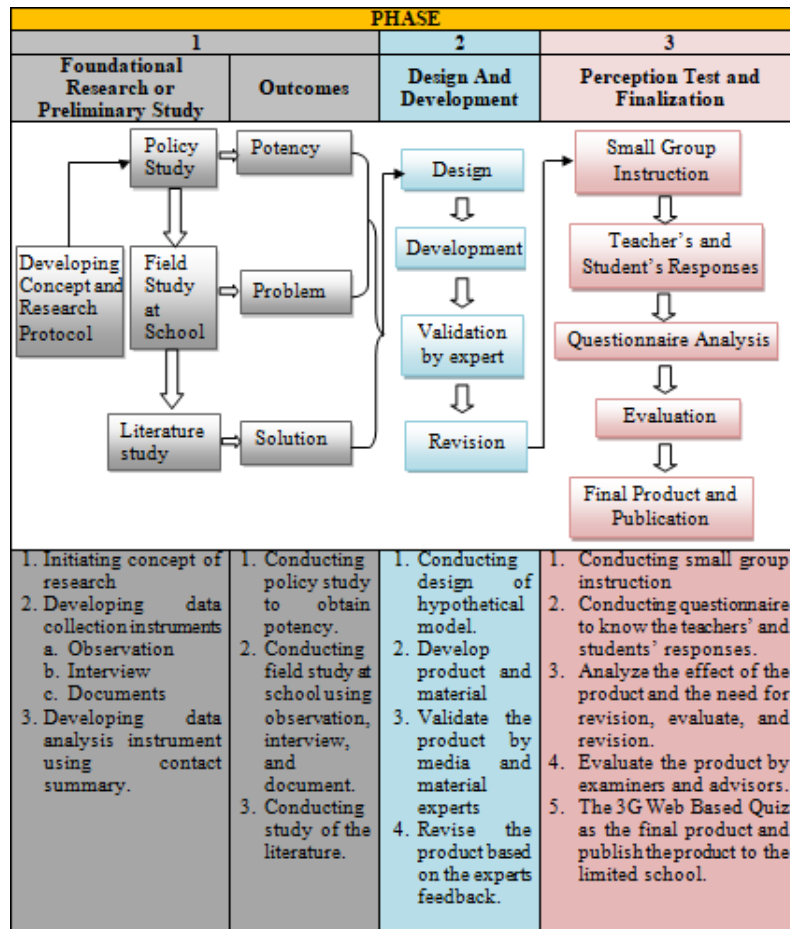 PHASE
1
2
3
Foundational
Research or
Preliminary Study
Outcomes
Design And
Development
Perception Test and
Finalization
Developing
Concept and
Research
Protocol
Policy
Study
Field
Study
at
School
Literature
study
Potency
Problem
Solution
Design
Development
Validation
by expert
Revision
Small Group
Instruction
Teacher's and
Student's Responses
Questionnaire Analysis
Evaluation
Final Product and
Publication
1. Initiating concept of
research
2. Developing data
collection instruments
a. Observation
b. Interview
c. Documents
3. Developing data
analysis instrument
using contact
summary.
1. Conducting
policy study
to obtain
potency.
2. Conducting
field study at
school using
observation,
interview,
and
document.
3. Conducting
study of the
literature.
1. Conducting
design of
hypothetical
model.
2. Develop
product and
material
3. Validate the
product by
media and
material
experts
4. Revise the
product based
on the experts
feedback.
1. Conducting small group
instruction
2. Conducting questionnaire
to know the teachers' and
students' responses.
3. Analyze the effect of the
product and the need for
revision, evaluate, and
revision.
4. Evaluate the product by
examiners and advisors.
5. The 3G Web Based Quiz
as the final product and
publish the product to the
limited school.